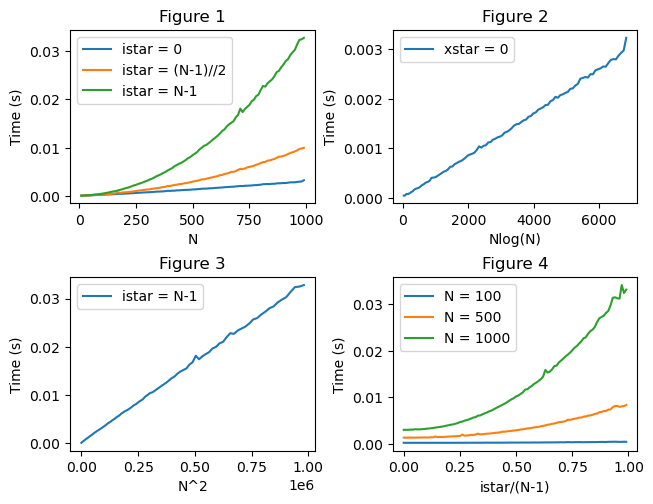 Figure 1
istar = 0
istar = (N-1)//2
istar = N-1
0.03
0.02
0.01
0.00
Time (s)
0
250
500
750
1000
N
Figure 2
xstar = 0
0.003
0.002
0.001
0.000
Time (s)
0
2000
4000
6000
Nlog(N)
Figure 3
istar = N-1
0.03
0.02
0.01
0.00
Time (s)
0.00
0.25
0.50
0.75
1.00
1e6
N^2
Figure 4
N = 100
N = 500
N = 1000
0.03
0.02
0.01
0.00
Time (s)
0.00
0.25
0.50
0.75
1.00
istar/(N-1)